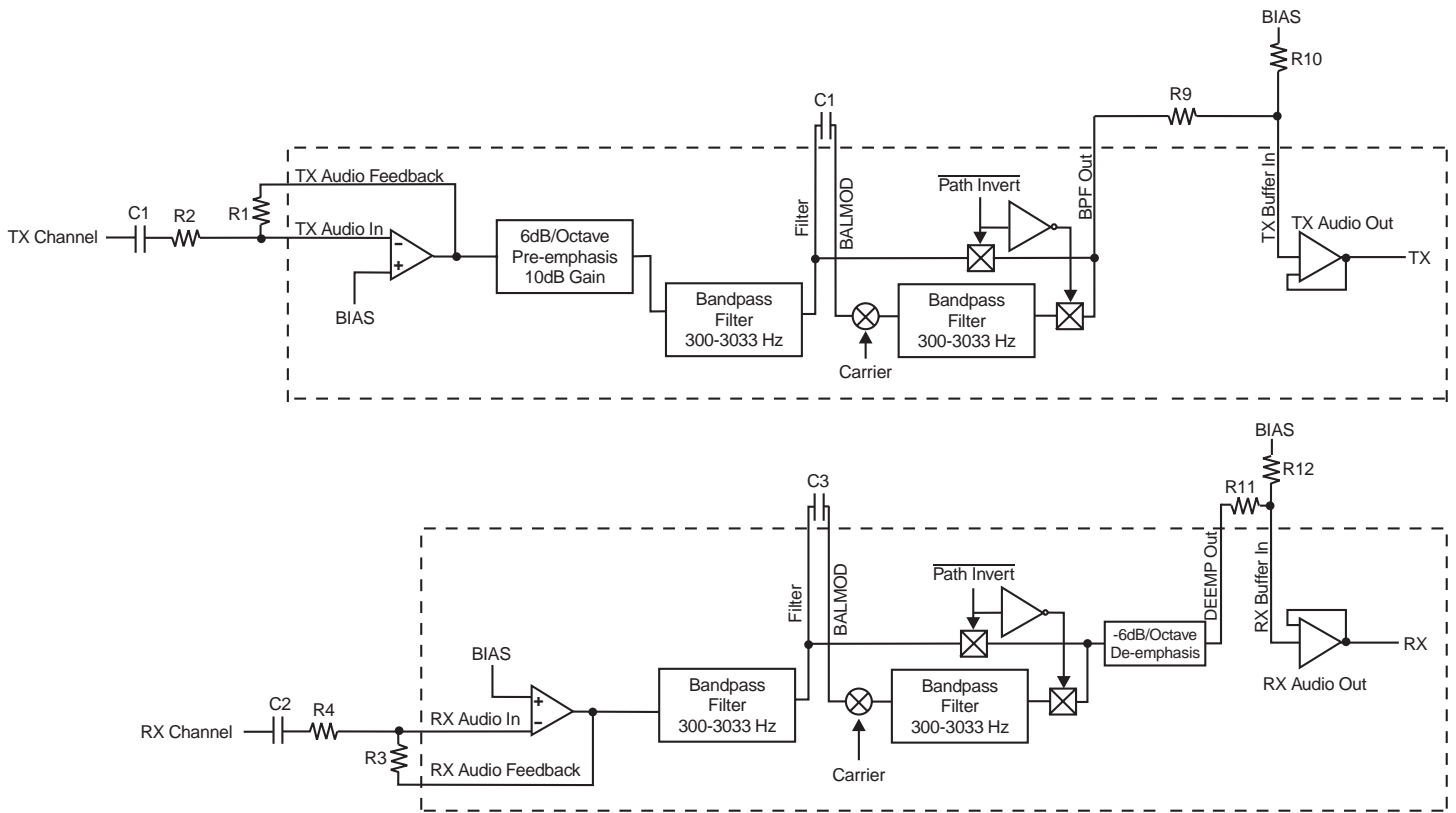 BIAS
R10
C1
R9
TX Audio Feedback
Path Invert
BPF Out
TX Buffer In
Filter
BALMOD
C1
R2
R1
TX Audio In
TX Channel
BIAS
6dB/Octave
Pre-emphasis
10dB Gain
Bandpass
Filter
300-3033 Hz
Bandpass
Filter
300-3033 Hz
Carrier
TX Audio Out
TX
BIAS
R12
C3
R11
Filter
BALMOD
Path Invert
DEEMP Out
RX Buffer In
BIAS
C2
R4
RX Audio In
RX Channel
R3
RX Audio Feedback
Bandpass
Filter
300-3033 Hz
Bandpass
Filter
300-3033 Hz
Carrier
-6dB/Octave
De-emphasis
RX
RX Audio Out